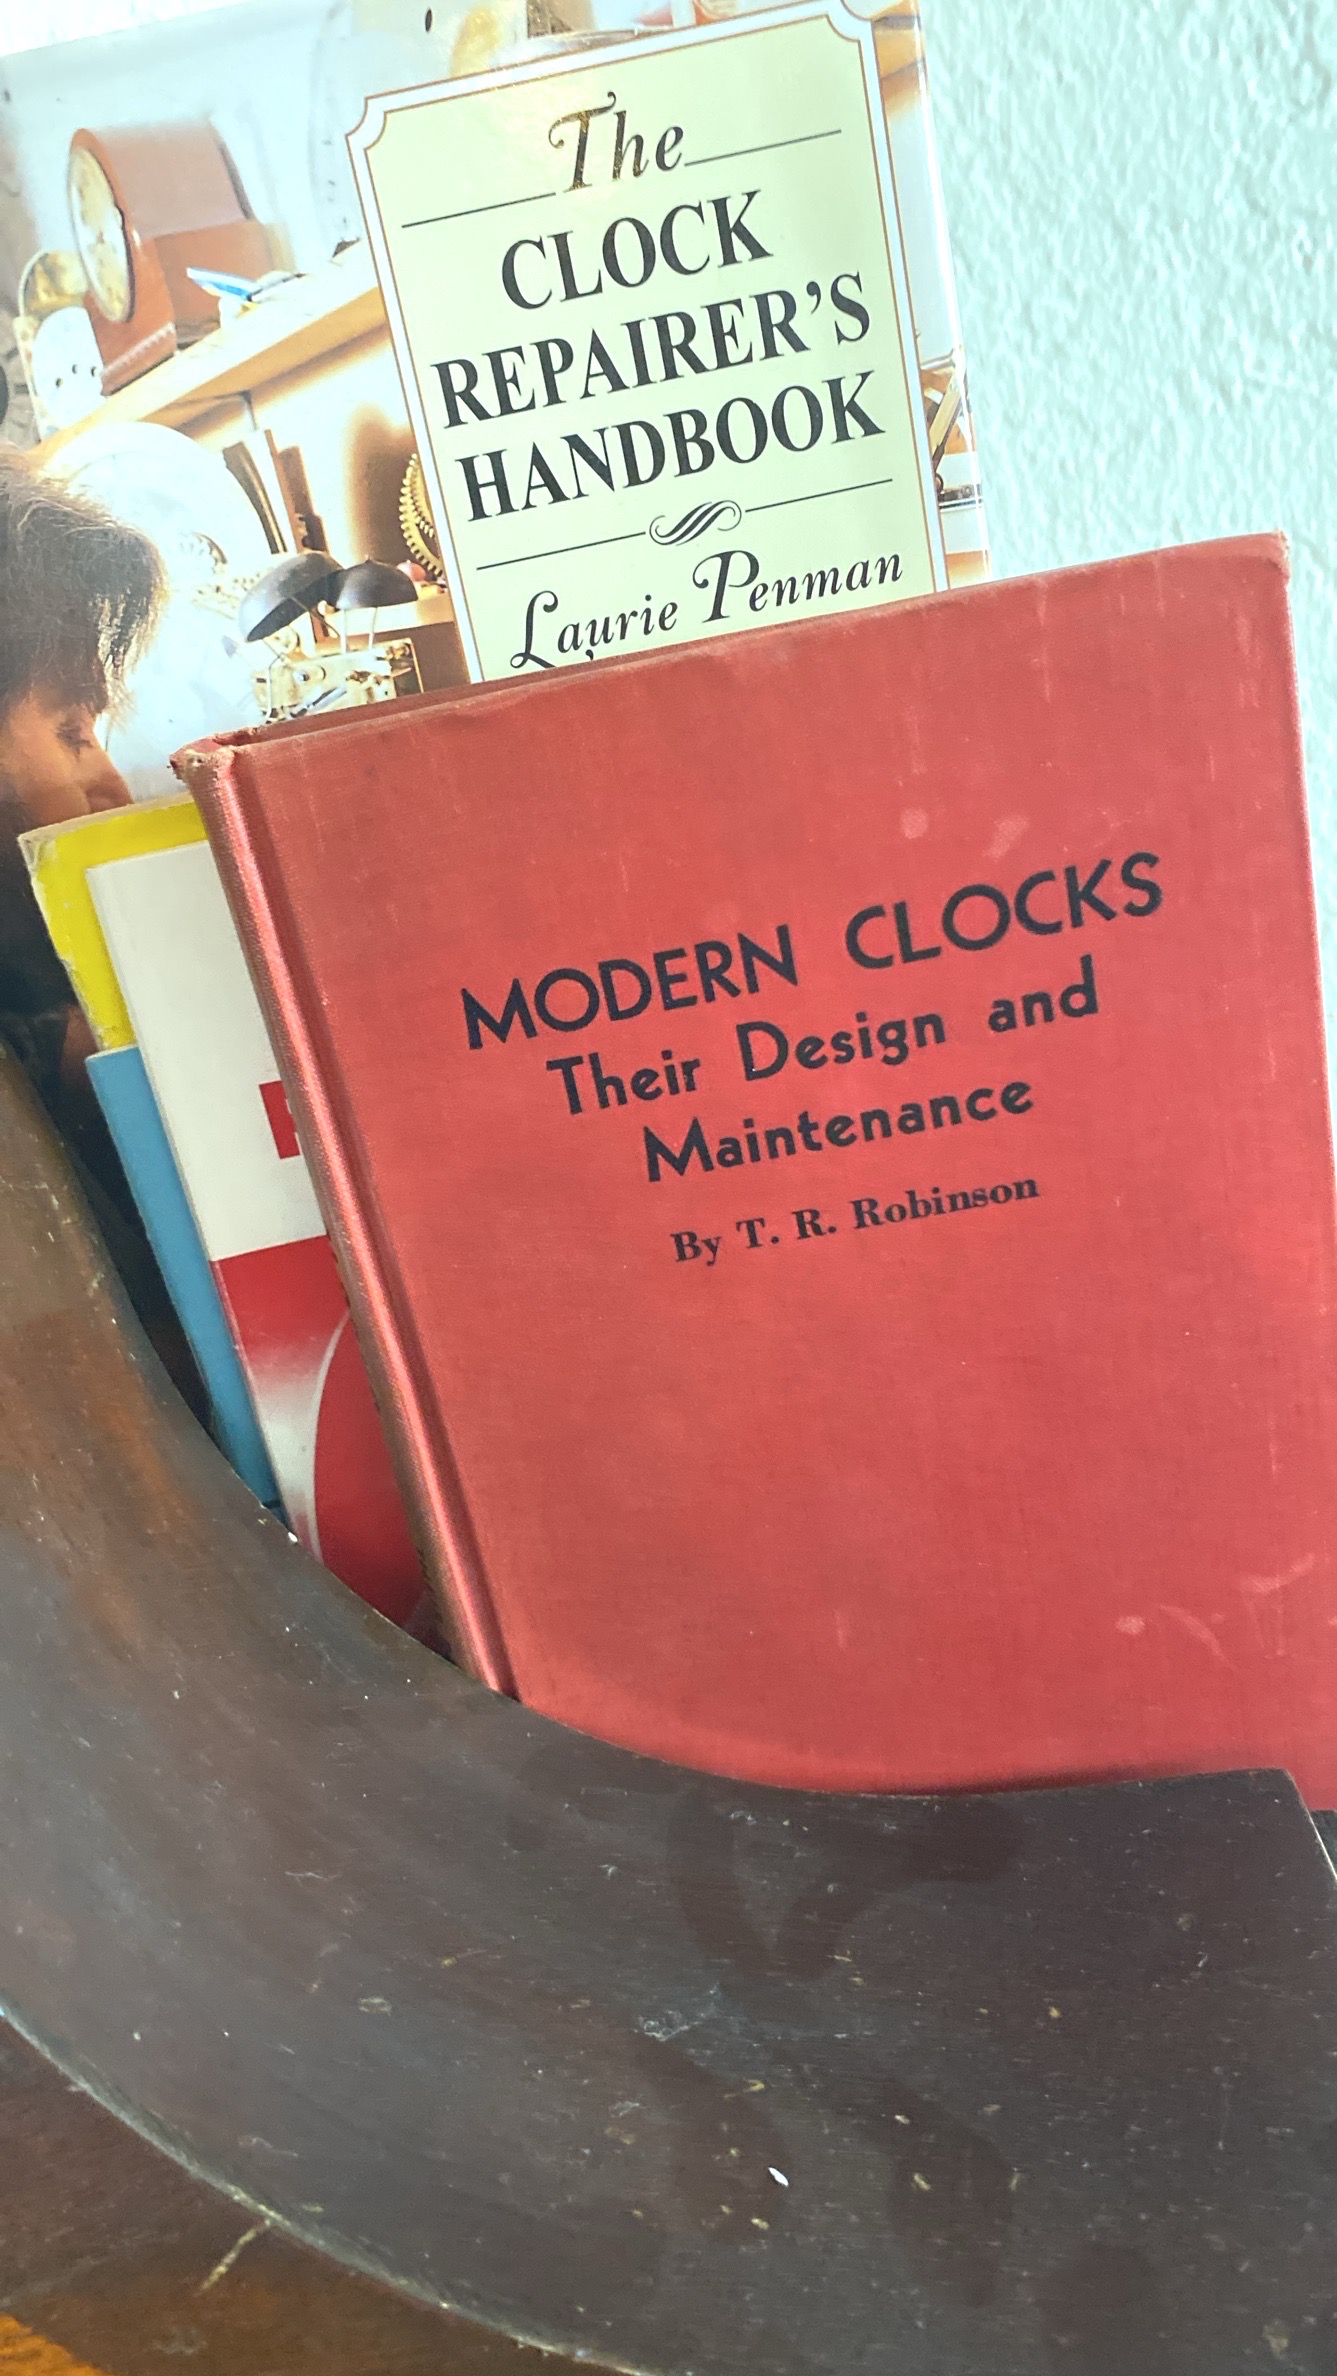 The
CLOCK
REPAIRER'S
HANDBOOK
Laurie Penman
MODERN CLOCKS
Their Design and
Maintenance
By T. R. Robinson